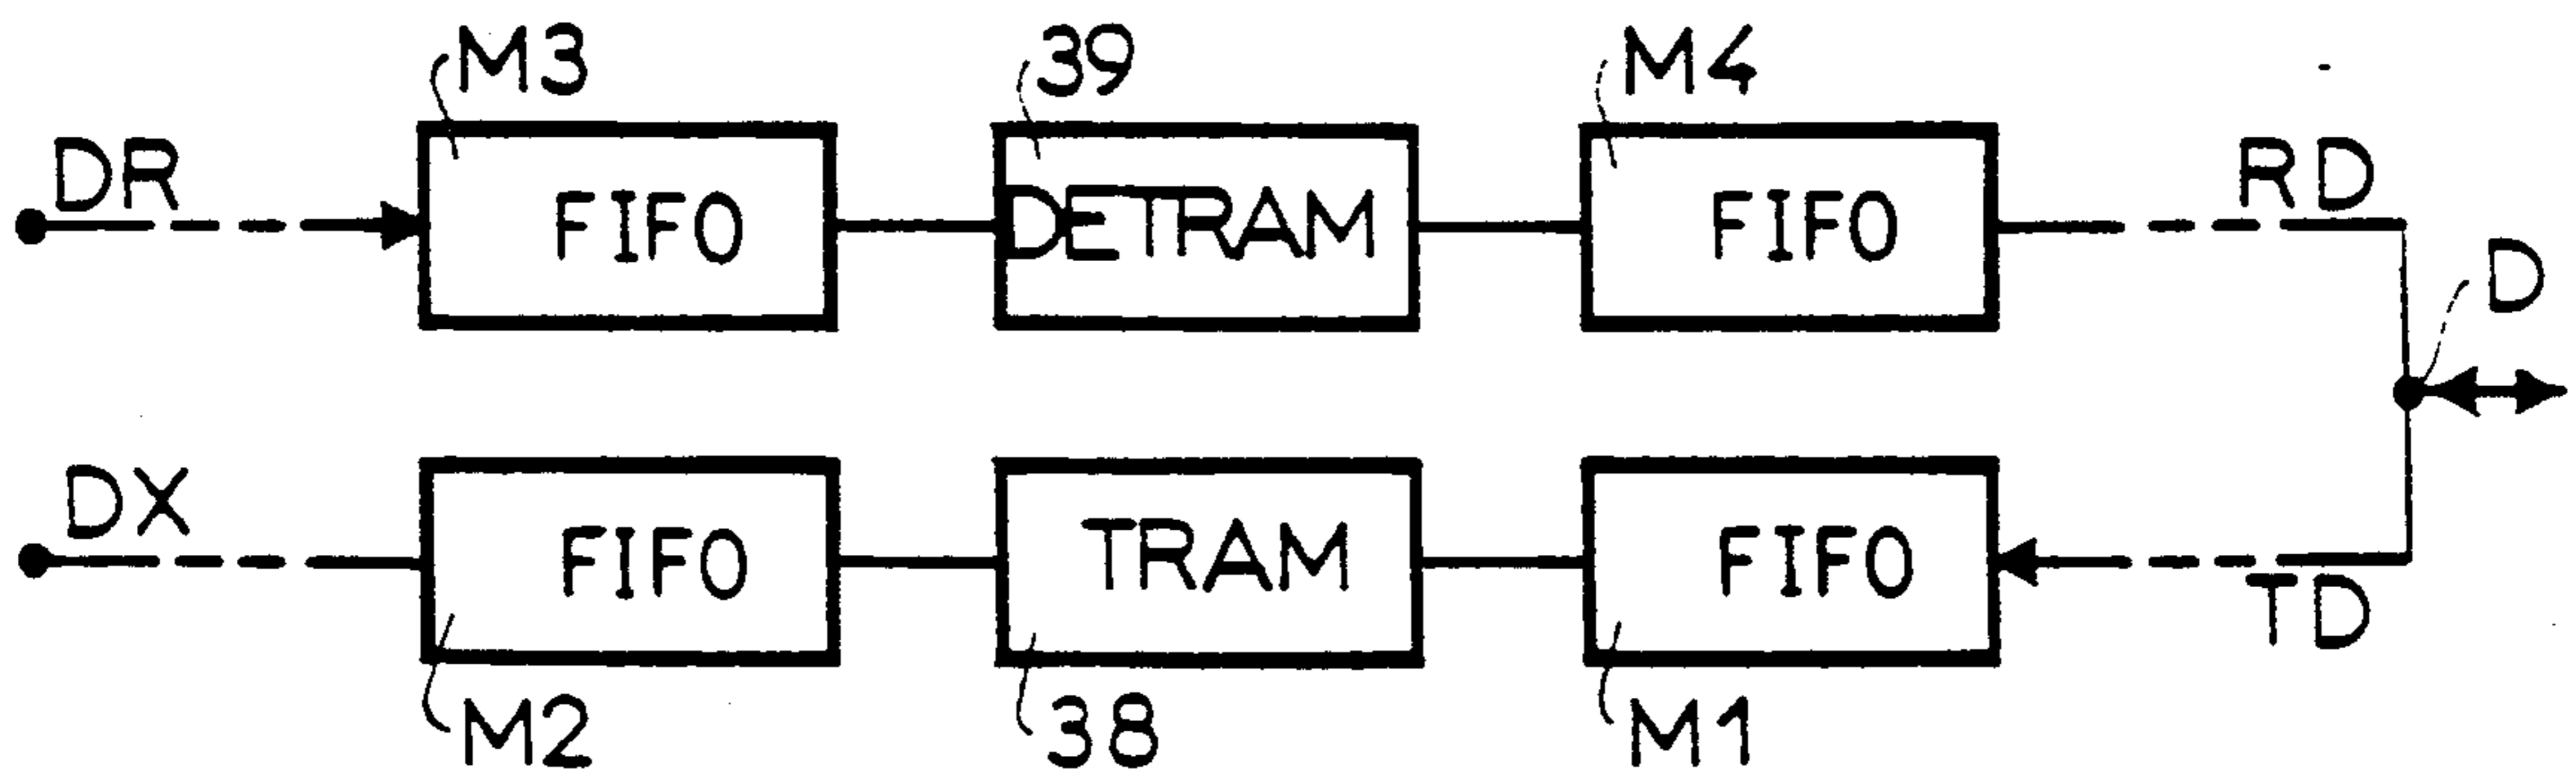 M3 39 M4
DR FIFO DETRAM FIFO RD
D
DX FIFO TRAM FIFO TD
M2 38 M1